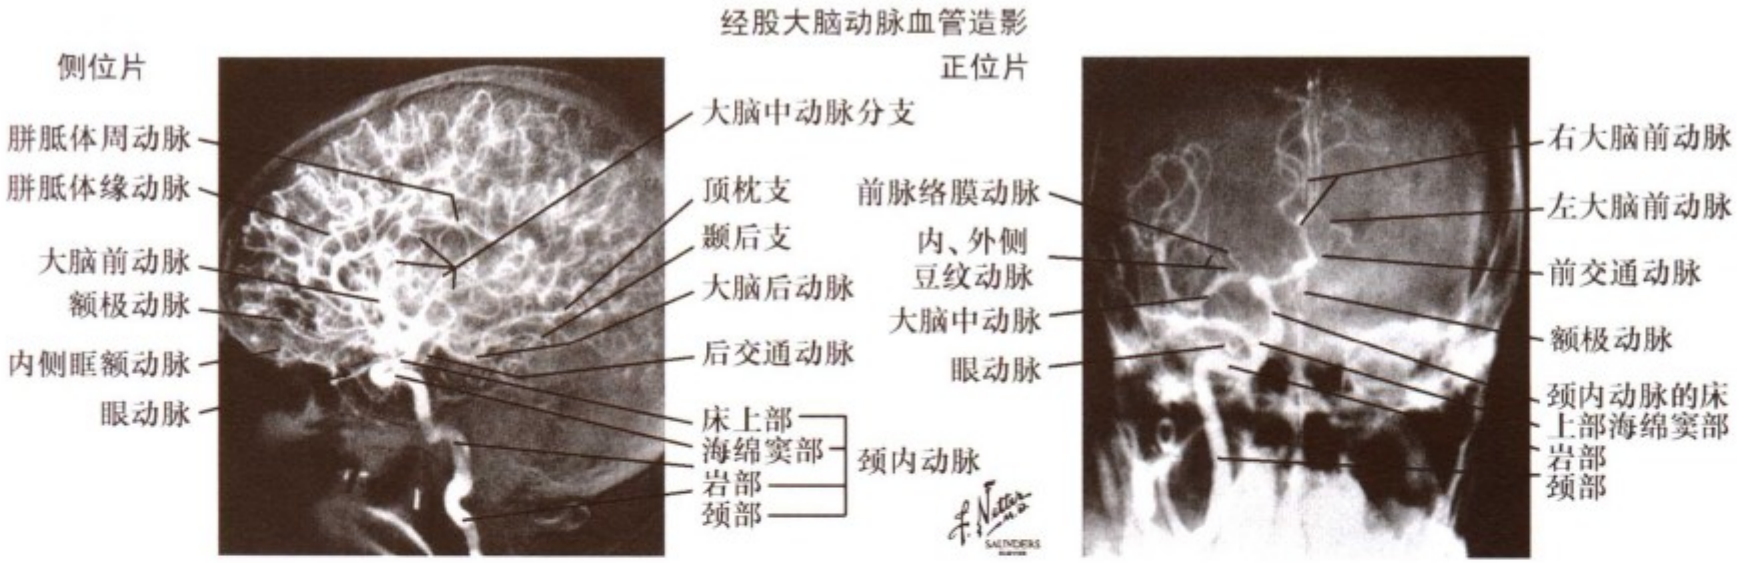 经股大脑动脉血管造影
侧位片
胼胝体周动脉
胼胝体缘动脉
大脑前动脉
额极动脉
内侧眶额动脉
眼动脉
大脑中动脉分支
顶枕支
颞后支
大脑后动脉
后交通动脉
床上部
海绵窦部
岩部
颈部
颈内动脉
正位片
前脉络膜动脉
内、外侧
豆纹动脉
大脑中动脉
眼动脉
右大脑前动脉
左大脑前动脉
前交通动脉
额极动脉
颈内动脉的床
上部海绵窦部
岩部
颈部
F. Netter
M.D.
SAUNDERS